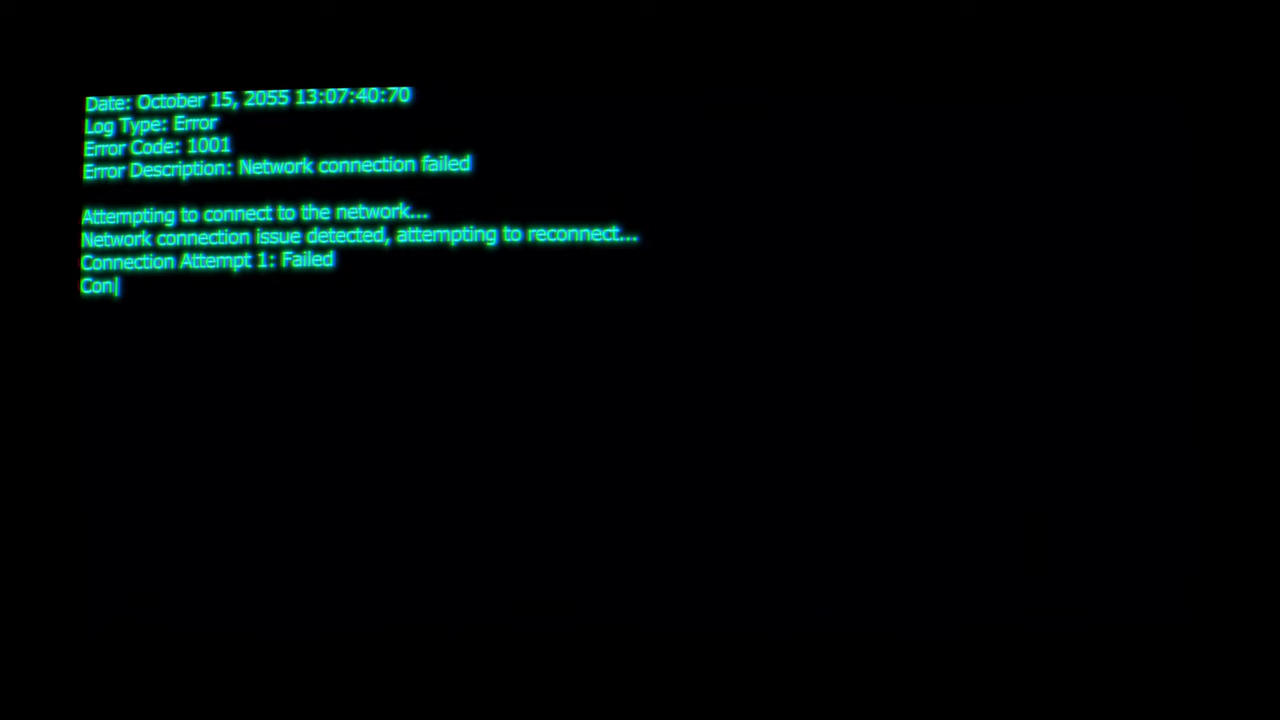 Date: October 15, 2055 13:07:40:70
Log Type: Error
Error Code: 1001
Error Description: Network connection failed
Attempting to connect to the network...
Network connection issue detected, attempting to reconnect...
Connection Attempt 1: Failed
Con|